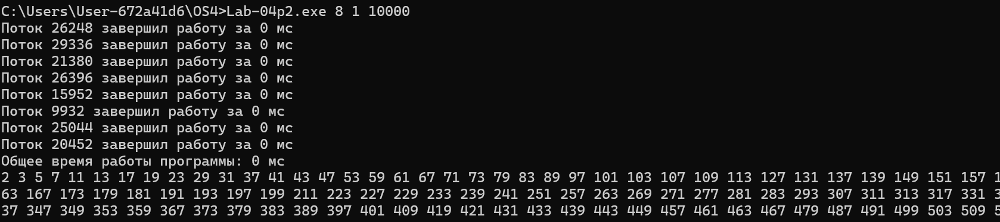 C:\Users\User-672a41d6\OS4>Lab-04p2.exe 8 1 10000
Поток 26248 завершил работу за 0 мс
Поток 29336 завершил работу за 0 мс
Поток 21380 завершил работу за 0 мс
Поток 26396 завершил работу за 0 мс
Поток 15952 завершил работу за 0 мс
Поток 9932 завершил работу за 0 мс
Поток 25044 завершил работу за 0 мс
Поток 20452 завершил работу за 0 мс
Общее время работы программы: 0 мс
2 3 5 7 11 13 17 19 23 29 31 37 41 43 47 53 59 61 67 71 73 79 83 89 97 101 103 107 109 113 127 131 137 139 149 151 157 1
63 167 173 179 181 191 193 197 199 211 223 227 229 233 239 241 251 257 263 269 271 277 281 283 293 307 311 313 317 331 3
37 347 349 353 359 367 373 379 383 389 397 401 409 419 421 431 433 439 443 449 457 461 463 467 479 487 491 499 503 509 5